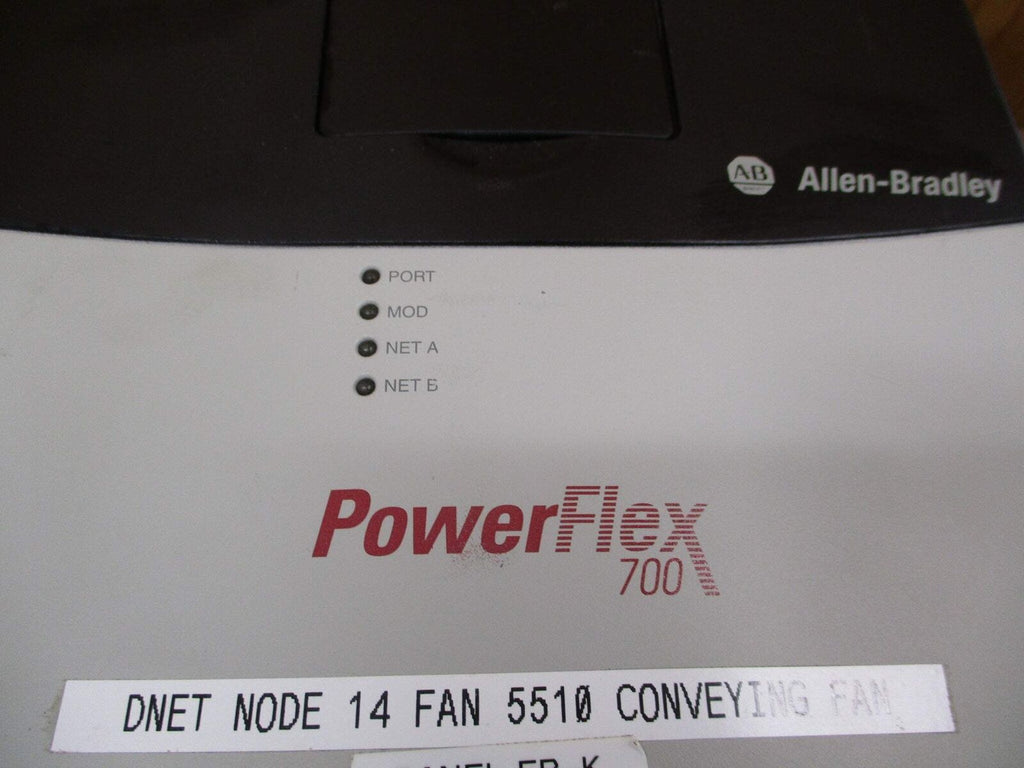 AB Allen-Bradley
PORT
MOD
NET A
NET B
PowerFlex
700
DNET NODE 14 FAN 5510 CONVEYING FAN